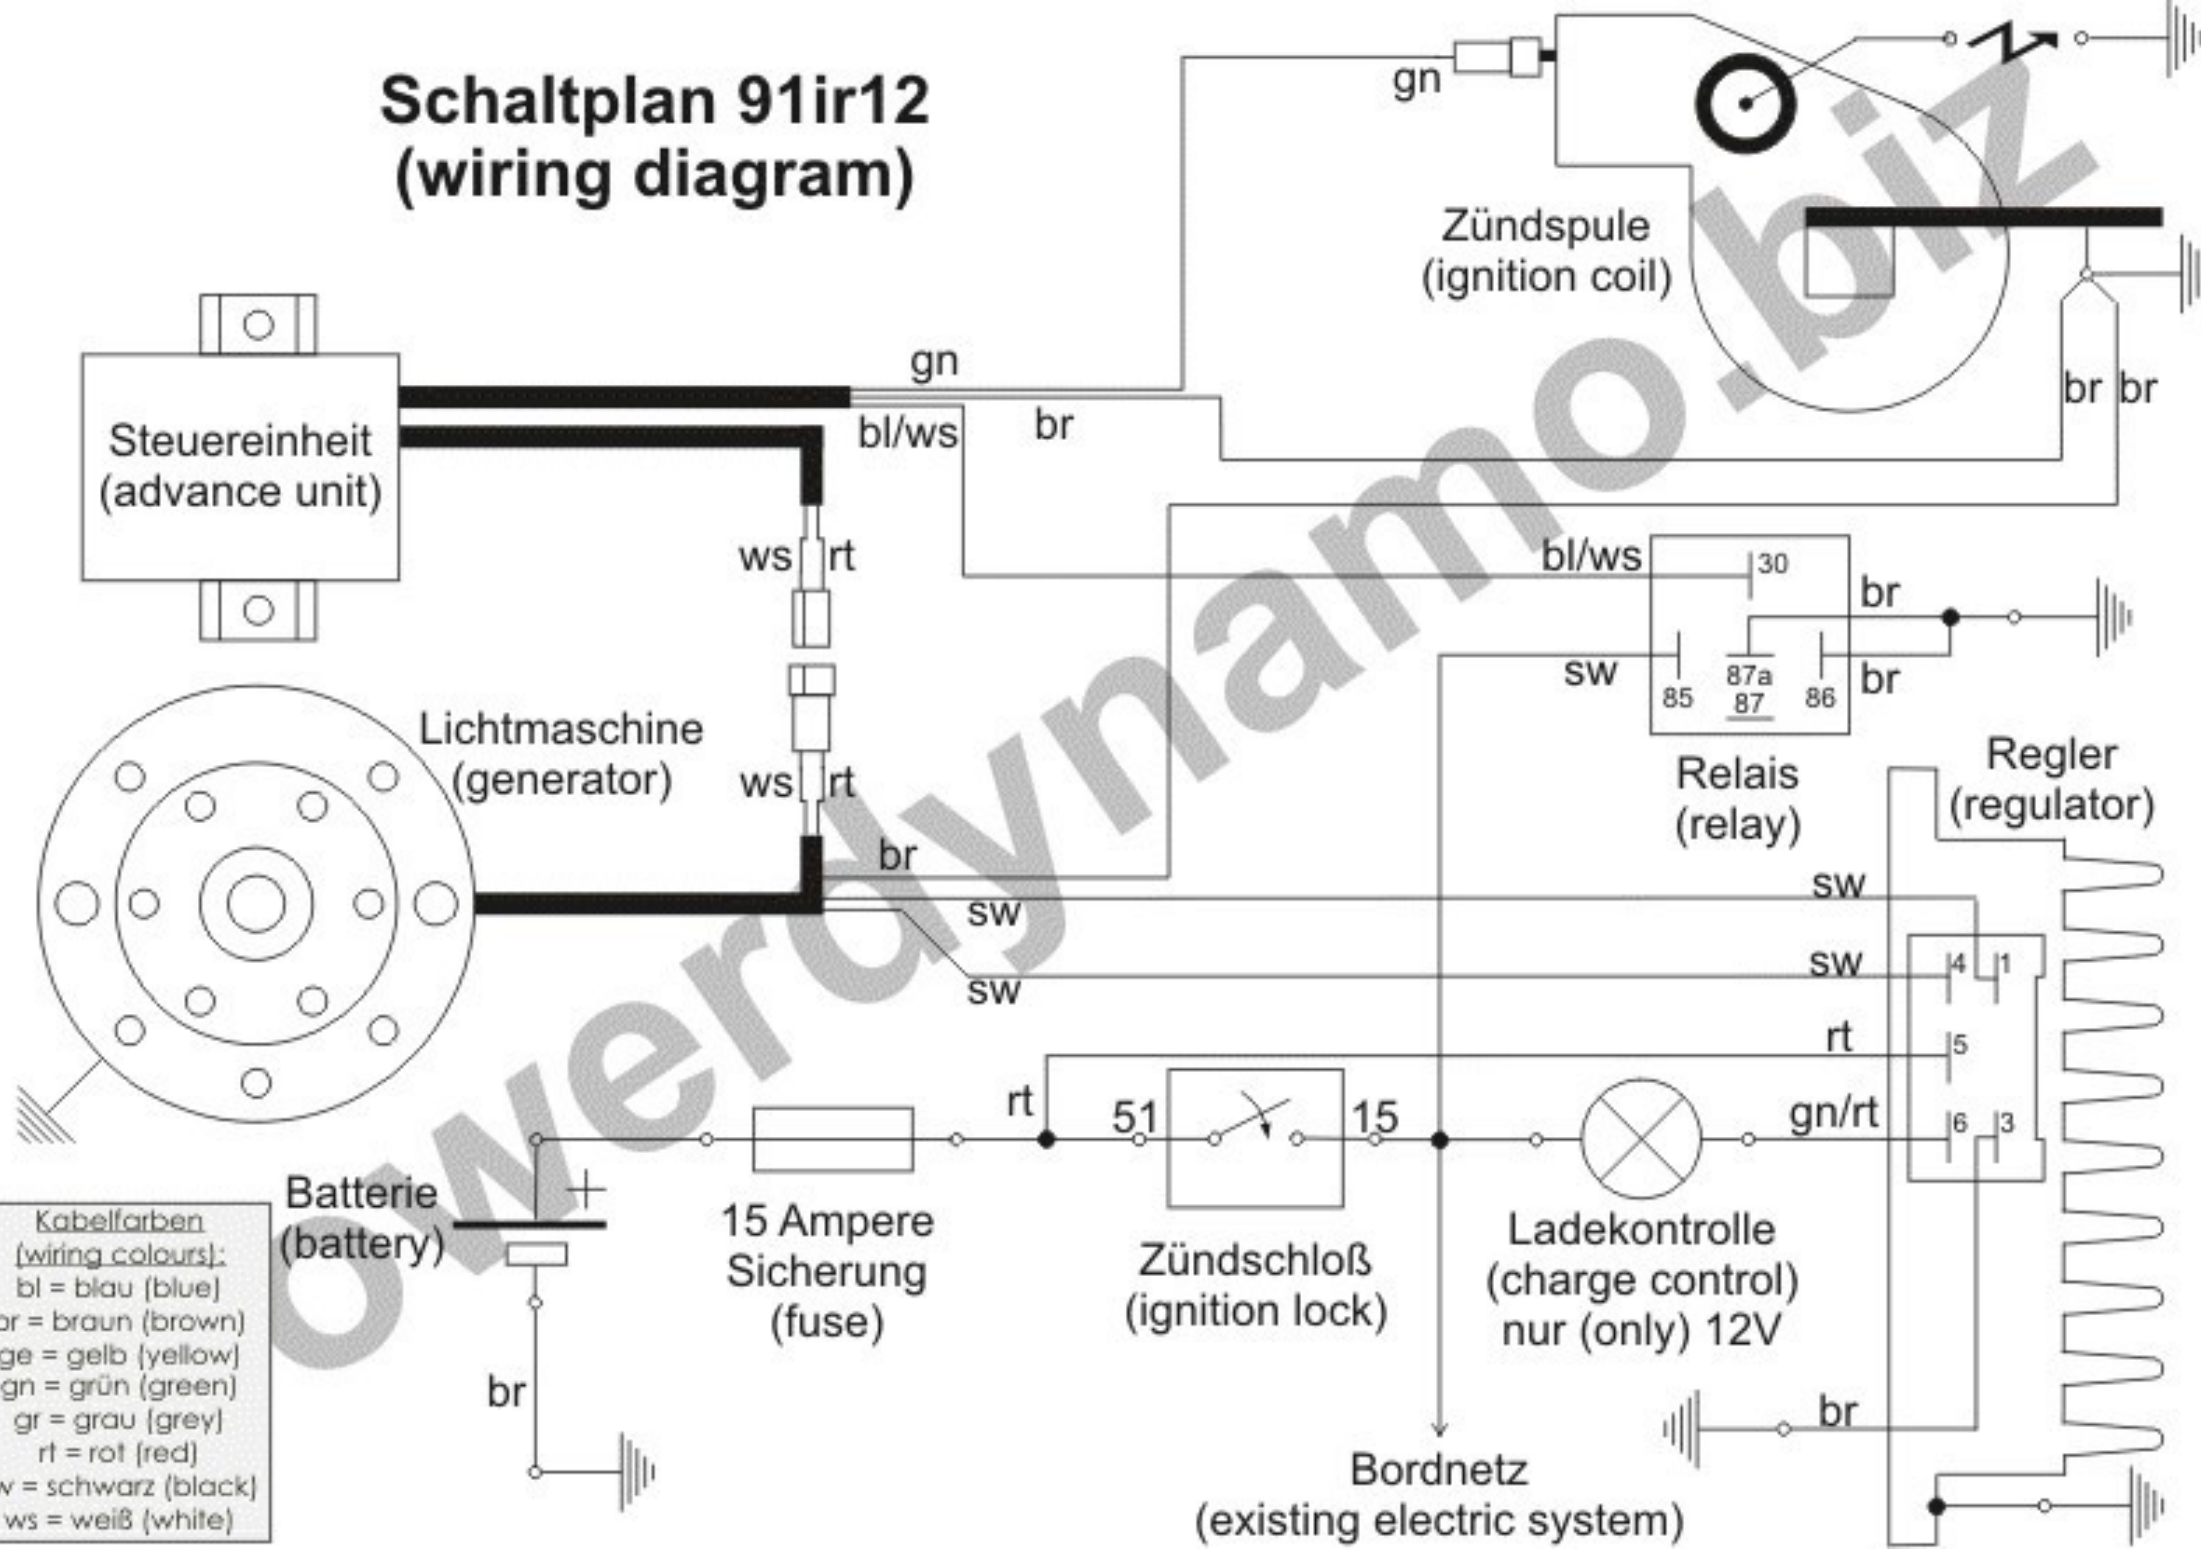 Schaltplan 91ir12
(wiring diagram)
gn
Zündspule
(ignition coil)
gn
bl/ws
br
br
br
Steuereinheit
(advance unit)
ws
rt
bl/ws
30
br
sw
85
87a
87
86
br
Relais
(relay)
Lichtmaschine
(generator)
ws
rt
br
Regler
(regulator)
sw
sw
sw
sw
4
1
rt
5
rt
51
15
gn/rt
6
3
Batterie
(battery)
15 Ampere
Sicherung
(fuse)
Zündschloß
(ignition lock)
Ladekontrolle
(charge control)
nur (only) 12V
br
br
Bordnetz
(existing electric system)
Kabelfarben
(wiring colours):
bl = blau (blue)
br = braun (brown)
ge = gelb (yellow)
gn = grün (green)
gr = grau (grey)
rt = rot (red)
w = schwarz (black)
ws = weiß (white)
owerdynamo.biz